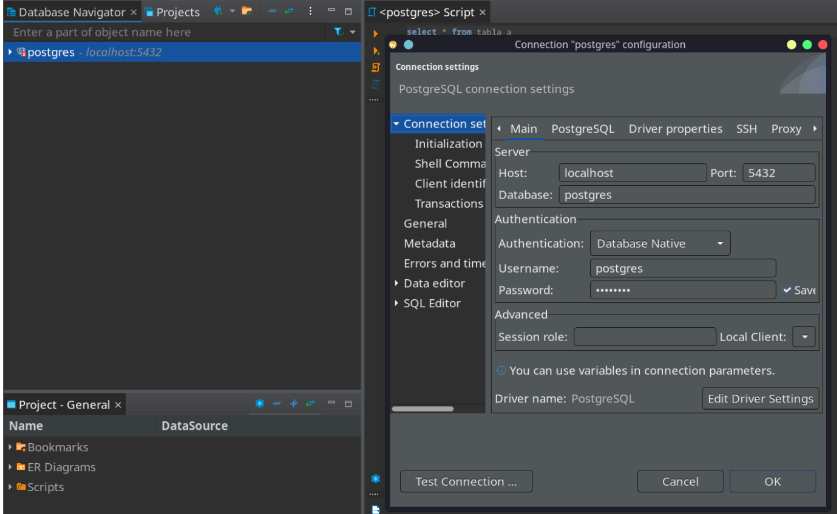 Database Navigator × Projects
Enter a part of object name here
postgres - localhost:5432
Project - General ×
Name DataSource
Bookmarks
ER Diagrams
Scripts
<postgres> Script ×
select * from tabla_a
Connection "postgres" configuration
Connection settings
PostgreSQL connection settings
Connection set
Initialization
Shell Comma
Client identif
Transactions
General
Metadata
Errors and time
Data editor
SQL Editor
Main PostgreSQL Driver properties SSH Proxy
Server
Host: localhost Port: 5432
Database: postgres
Authentication
Authentication: Database Native
Username: postgres
Password: ••••••••
Save
Advanced
Session role: Local Client:
You can use variables in connection parameters.
Driver name: PostgreSQL Edit Driver Settings
Test Connection ... Cancel OK